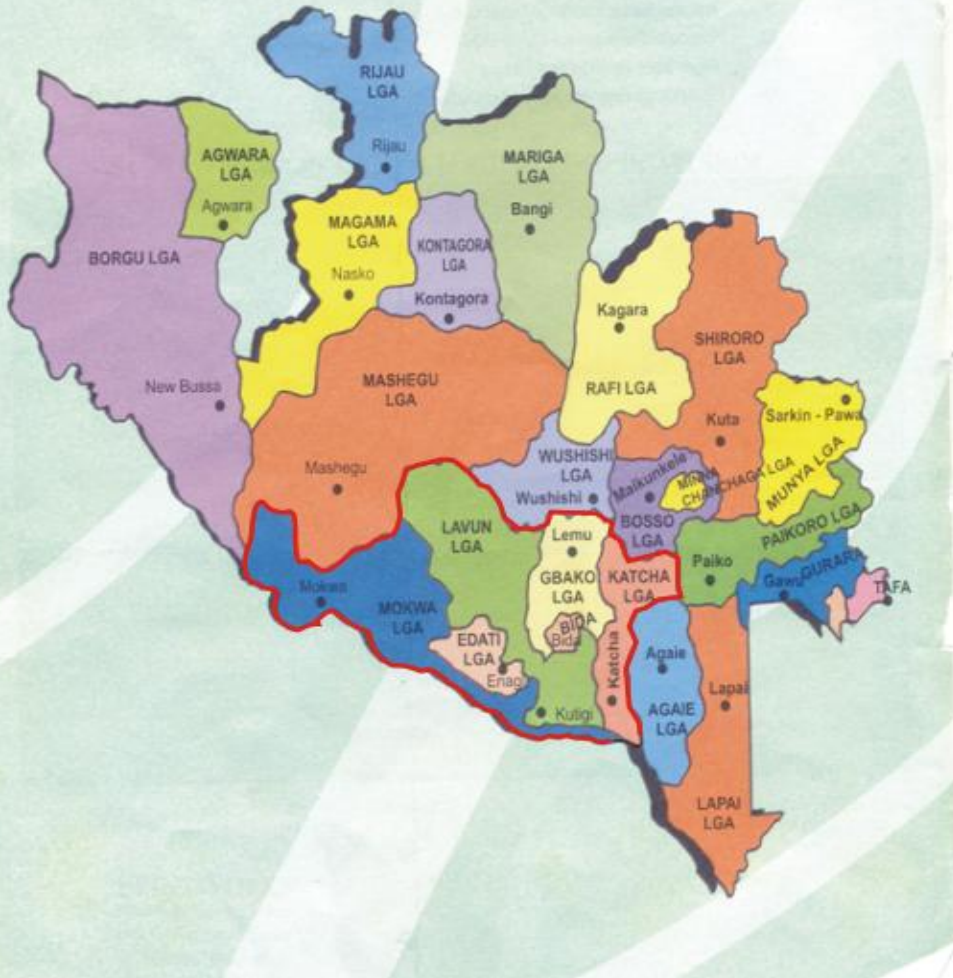 RIJAU
LGA
Rijau
AGWARA
LGA
Agwara
MARIGA
LGA
Bangi
MAGAMA
LGA
Nasko
KONTAGORA
LGA
Kontagora
BORGU LGA
New Bussa
Kagara
RAFI LGA
SHIRORO
LGA
Kuta
MASHEGU
LGA
Mashegu
Sarkin - Pawa
MUNYA LGA
WUSHISHI
LGA
Wushishi
Maikunkele
BOSSO
LGA
MINNA
CHANCHAGA LGA
PAIKORO LGA
Paiko
LAVUN
LGA
Lemu
GBAKO
LGA
KATCHA
LGA
Katcha
BIDA
Bida
Gawu
GURARA
TAFA
Mokwa
MOKWA
LGA
EDATI
LGA
Enagi
Kutigi
Agaie
AGAIE
LGA
Lapai
LAPAI
LGA